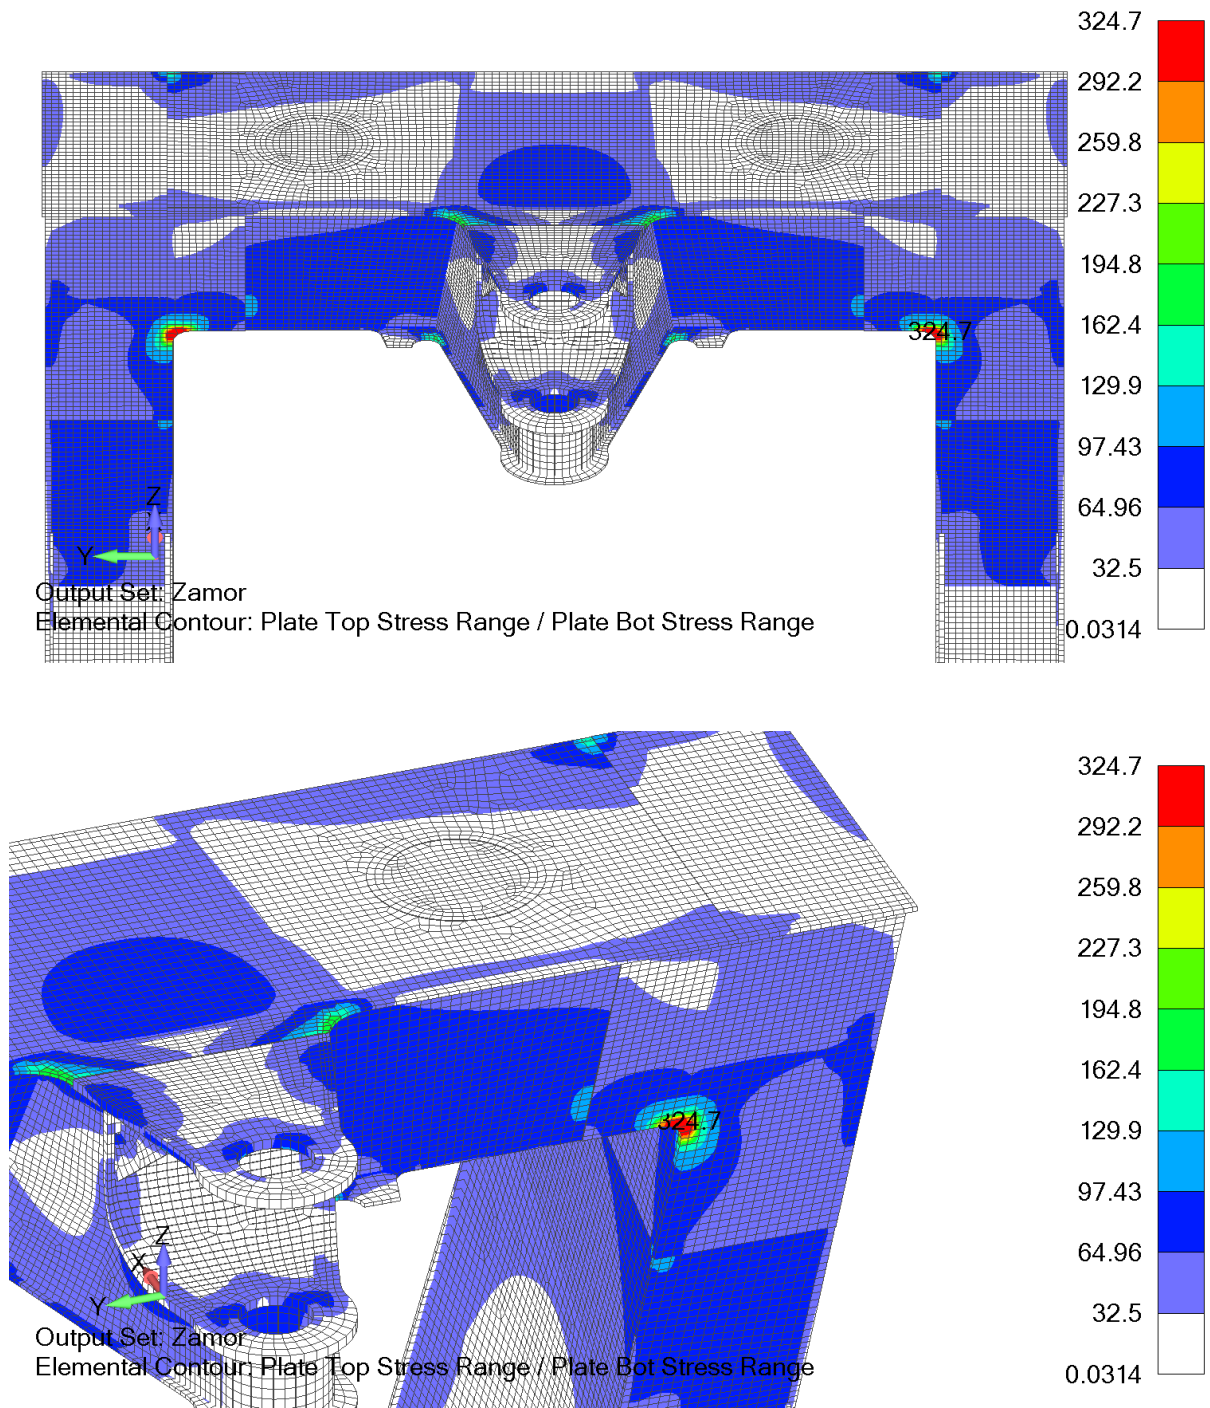 324.7
292.2
259.8
227.3
194.8
162.4
129.9
97.43
64.96
32.5
0.0314
324.7
Z
Y
Output Set: Zamor
Elemental Contour: Plate Top Stress Range / Plate Bot Stress Range
324.7
292.2
259.8
227.3
194.8
162.4
129.9
97.43
64.96
32.5
0.0314
324.7
Z
X
Y
Output Set: Zamor
Elemental Contour: Plate Top Stress Range / Plate Bot Stress Range